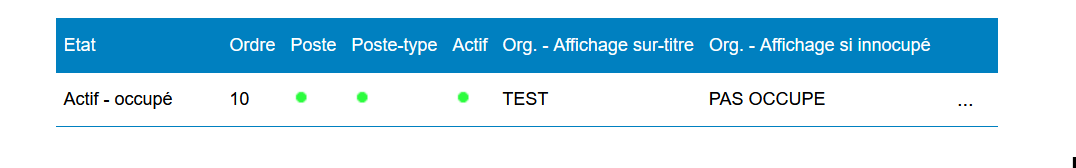 Etat Ordre Poste Poste-type Actif Org. - Affichage sur-titre Org. - Affichage si innocupé
Actif - occupé 10 TEST PAS OCCUPE ...